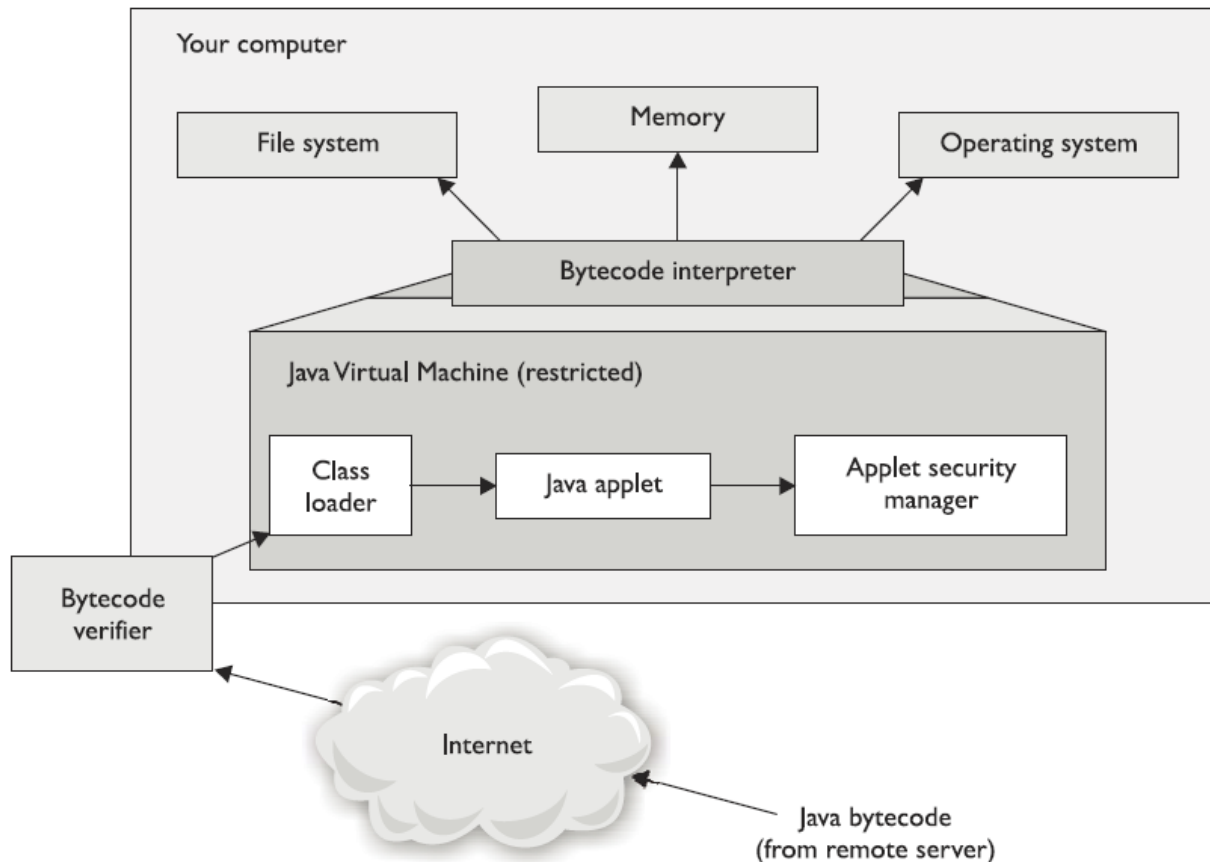 Your computer
Memory
File system
Operating system
Bytecode interpreter
Java Virtual Machine (restricted)
Class
loader
Java applet
Applet security
manager
Bytecode
verifier
Internet
Java bytecode
(from remote server)